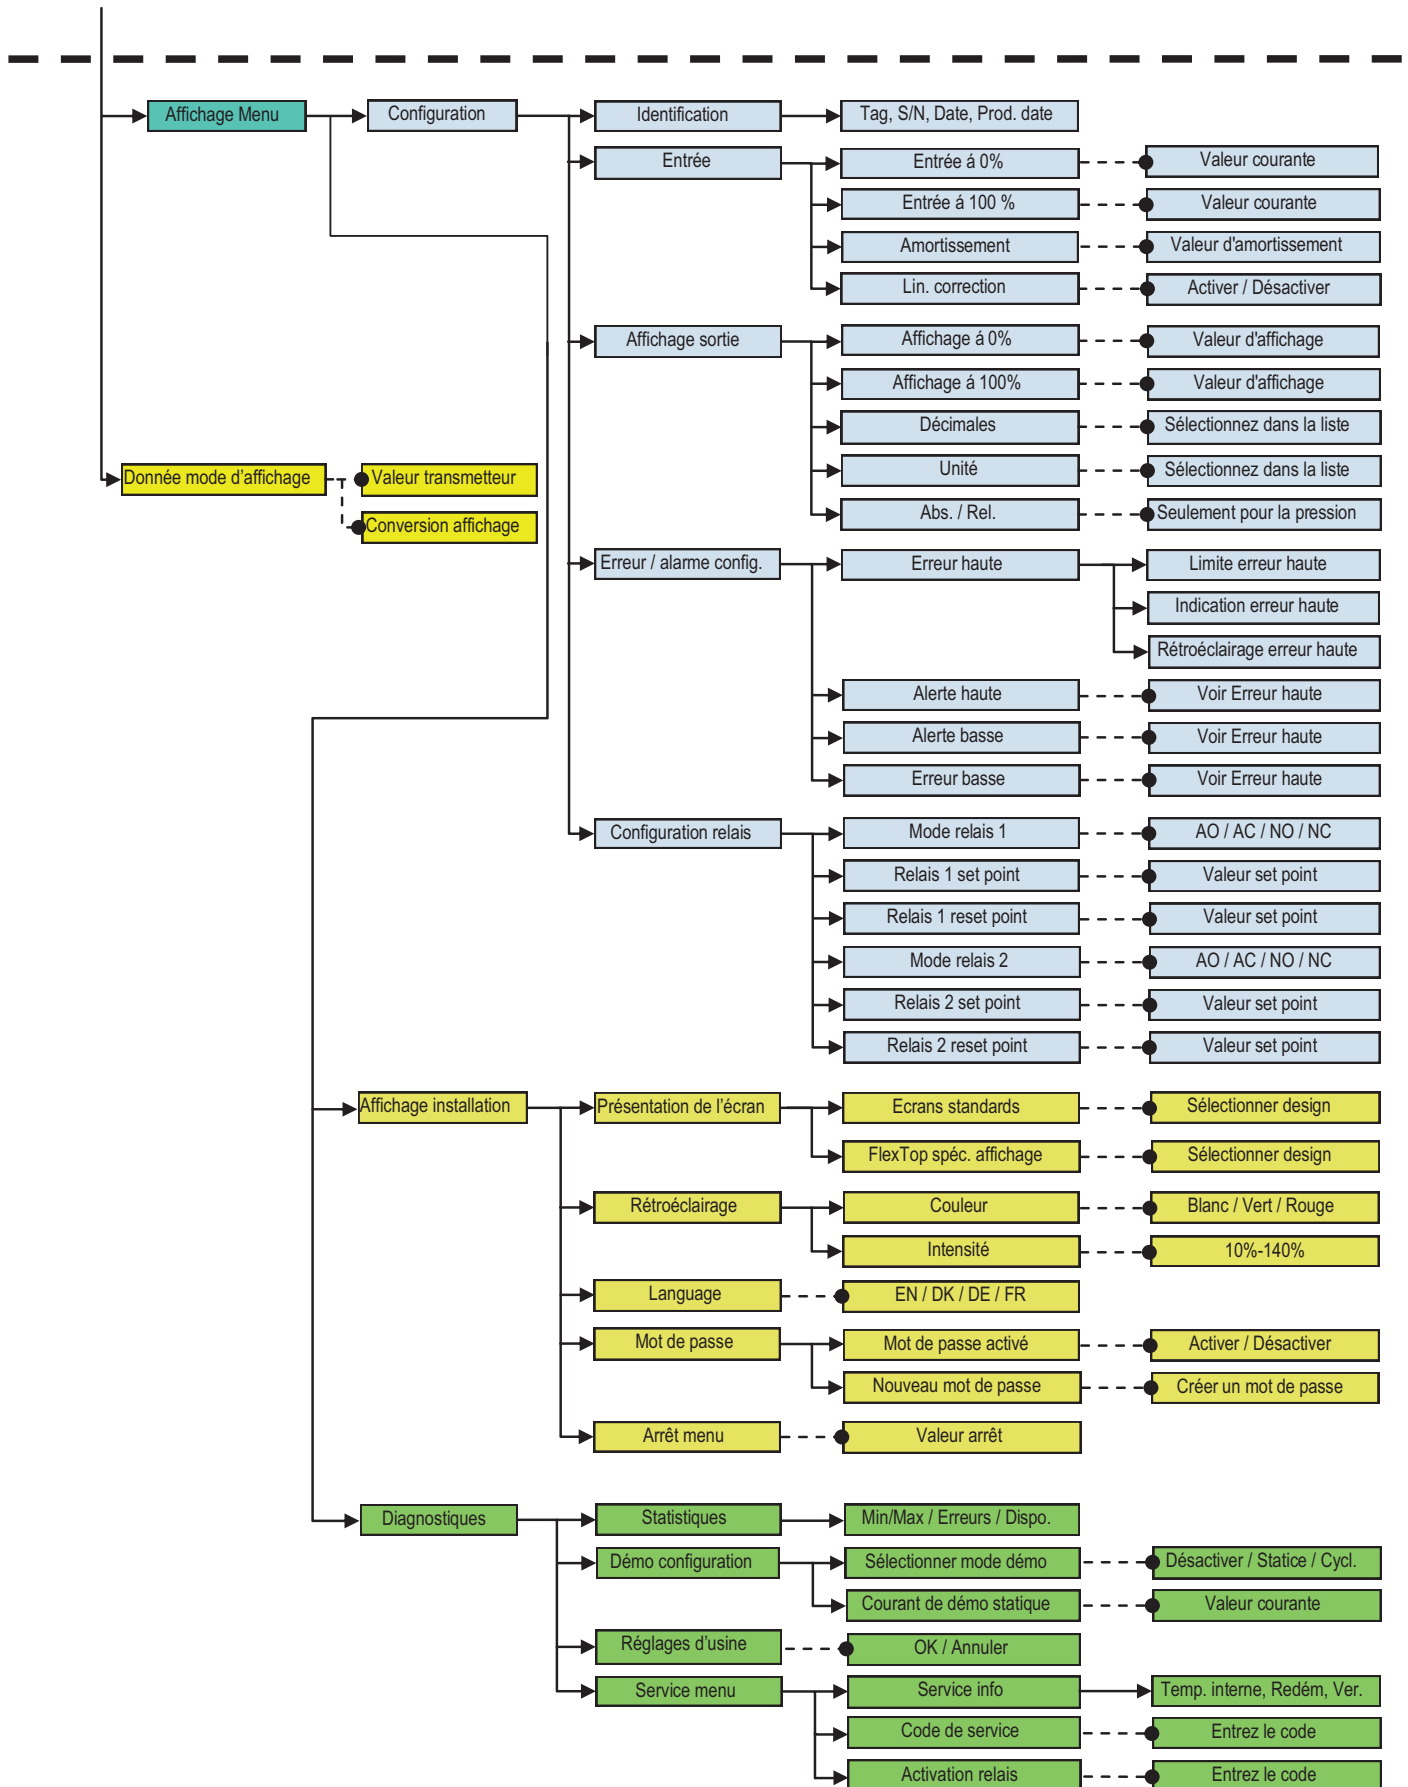 Affichage Menu
Configuration
Identification
Tag, S/N, Date, Prod. date
Entrée
Entrée á 0%
Valeur courante
Entrée á 100 %
Valeur courante
Amortissement
Valeur d'amortissement
Lin. correction
Activer / Désactiver
Affichage sortie
Affichage á 0%
Valeur d'affichage
Affichage á 100%
Valeur d'affichage
Décimales
Sélectionnez dans la liste
Donnée mode d'affichage
Valeur transmetteur
Unité
Sélectionnez dans la liste
Conversion affichage
Abs. / Rel.
Seulement pour la pression
Erreur / alarme config.
Erreur haute
Limite erreur haute
Indication erreur haute
Rétroéclairage erreur haute
Alerte haute
Voir Erreur haute
Alerte basse
Voir Erreur haute
Erreur basse
Voir Erreur haute
Configuration relais
Mode relais 1
AO / AC / NO / NC
Relais 1 set point
Valeur set point
Relais 1 reset point
Valeur set point
Mode relais 2
AO / AC / NO / NC
Relais 2 set point
Valeur set point
Relais 2 reset point
Valeur set point
Affichage installation
Présentation de l'écran
Ecrans standards
Sélectionner design
FlexTop spéc. affichage
Sélectionner design
Rétroéclairage
Couleur
Blanc / Vert / Rouge
Intensité
10%-140%
Language
EN / DK / DE / FR
Mot de passe
Mot de passe activé
Activer / Désactiver
Nouveau mot de passe
Créer un mot de passe
Arrêt menu
Valeur arrêt
Diagnostiques
Statistiques
Min/Max / Erreurs / Dispo.
Démo configuration
Sélectionner mode démo
Désactiver / Statice / Cycl.
Courant de démo statique
Valeur courante
Réglages d'usine
OK / Annuler
Service menu
Service info
Temp. interne, Redém, Ver.
Code de service
Entrez le code
Activation relais
Entrez le code